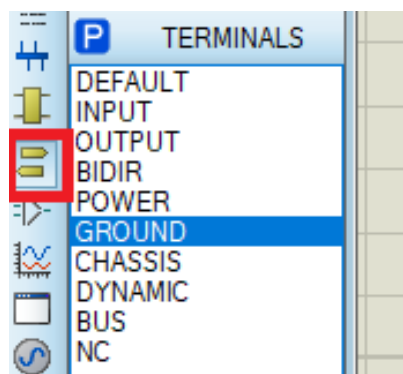 P TERMINALS
DEFAULT
INPUT
OUTPUT
BIDIR
POWER
GROUND
CHASSIS
DYNAMIC
BUS
NC